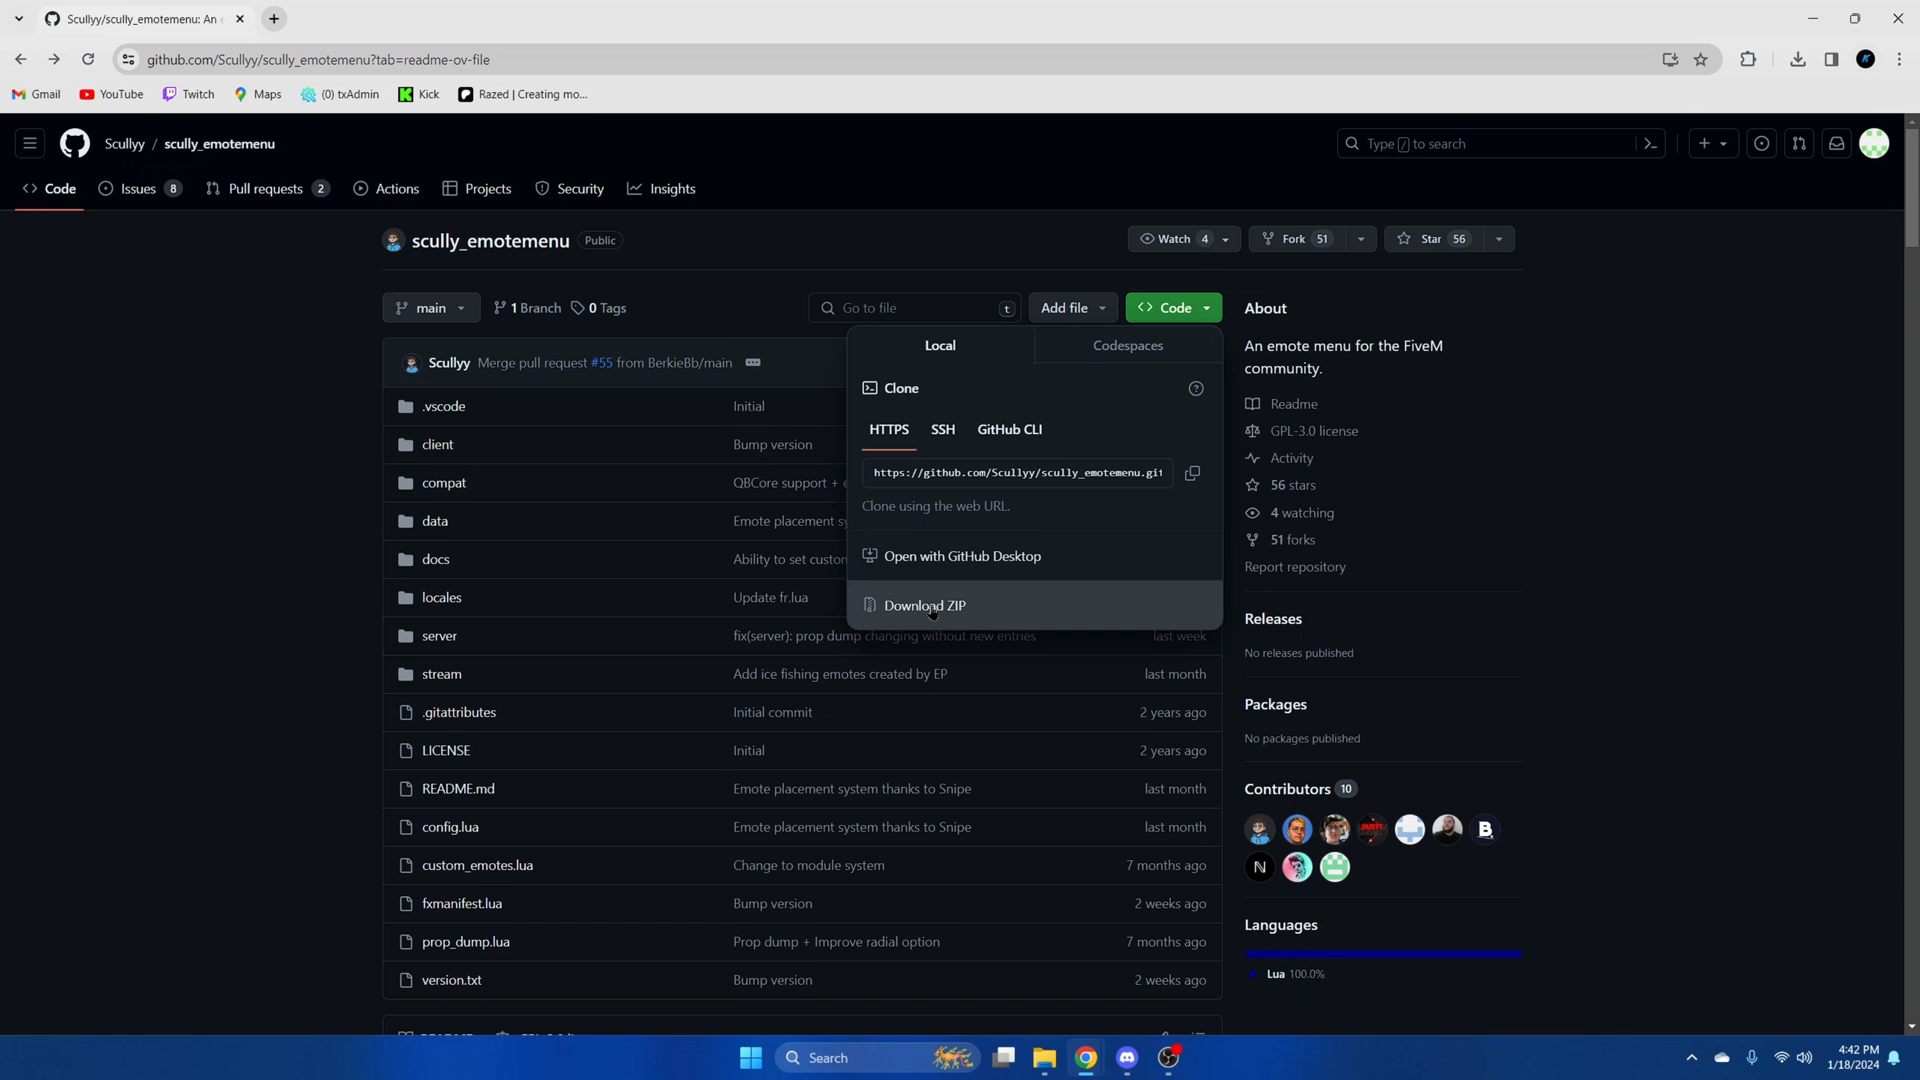 Scullyy/scully_emotemenu: An e
github.com/Scullyy/scully_emotemenu?tab=readme-ov-file
Gmail YouTube Twitch Maps (0) txAdmin Kick Razed | Creating mo...
Scullyy / scully_emotemenu
Type / to search
Code Issues 8 Pull requests 2 Actions Projects Security Insights
scully_emotemenu Public
Watch 4 Fork 51 Star 56
main 1 Branch 0 Tags
Go to file t
Add file
Code
Local Codespaces
Clone
HTTPS SSH GitHub CLI
https://github.com/Scullyy/scully_emotemenu.git
Clone using the web URL.
Open with GitHub Desktop
Download ZIP
Scullyy Merge pull request #55 from BerkieBb/main
.vscode Initial
client Bump version
compat QBCore support + e
data Emote placement sy
docs Ability to set custon
locales Update fr.lua
server fix(server): prop dump changing without new entries last week
stream Add ice fishing emotes created by EP last month
.gitattributes Initial commit 2 years ago
LICENSE Initial 2 years ago
README.md Emote placement system thanks to Snipe last month
config.lua Emote placement system thanks to Snipe last month
custom_emotes.lua Change to module system 7 months ago
fxmanifest.lua Bump version 2 weeks ago
prop_dump.lua Prop dump + Improve radial option 7 months ago
version.txt Bump version 2 weeks ago
About
An emote menu for the FiveM
community.
Readme
GPL-3.0 license
Activity
56 stars
4 watching
51 forks
Report repository
Releases
No releases published
Packages
No packages published
Contributors 10
Languages
Lua 100.0%
Search
4:42 PM
1/18/2024